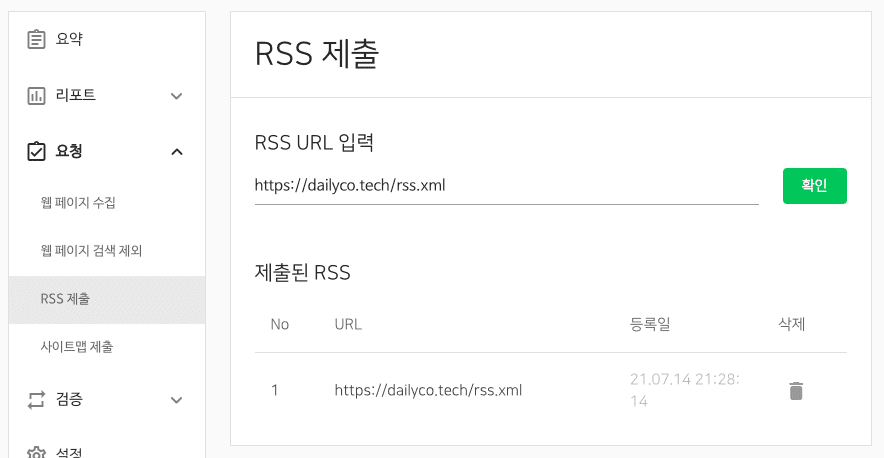 요약
리포트
요청
웹 페이지 수집
웹 페이지 검색 제외
RSS 제출
사이트맵 제출
검증
설정
RSS 제출
RSS URL 입력
https://dailyco.tech/rss.xml
확인
제출된 RSS
No URL 등록일 삭제
1 https://dailyco.tech/rss.xml 21.07.14 21:28:
14